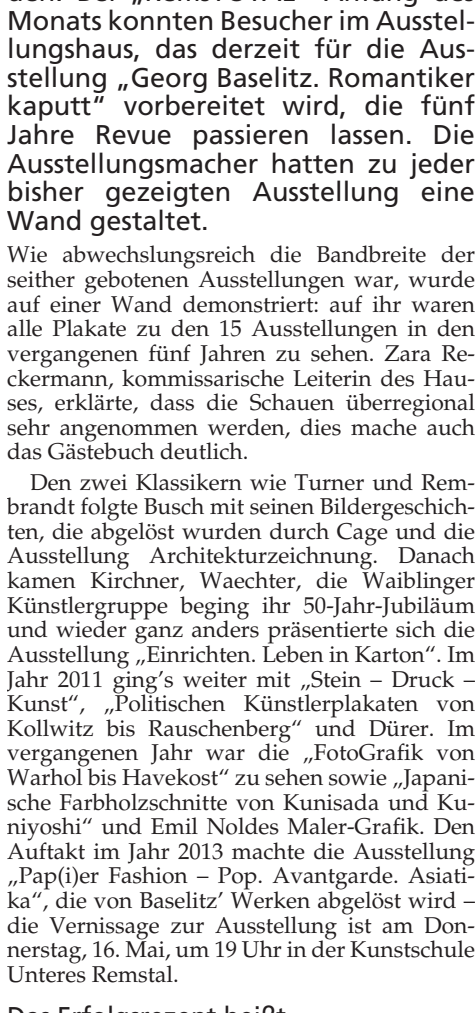 Monats konnten Besucher im Ausstel-
lungshaus, das derzeit für die Aus-
stellung „Georg Baselitz. Romantiker
kaputt“ vorbereitet wird, die fünf
Jahre Revue passieren lassen. Die
Ausstellungsmacher hatten zu jeder
bisher gezeigten Ausstellung eine
Wand gestaltet.
Wie abwechslungsreich die Bandbreite der
seither gebotenen Ausstellungen war, wurde
auf einer Wand demonstriert: auf ihr waren
alle Plakate zu den 15 Ausstellungen in den
vergangenen fünf Jahren zu sehen. Zara Re-
ckermann, kommissarische Leiterin des Hau-
ses, erklärte, dass die Schauen überregional
sehr angenommen werden, dies mache auch
das Gästebuch deutlich.
Den zwei Klassikern wie Turner und Rem-
brandt folgte Busch mit seinen Bildergeschich-
ten, die abgelöst wurden durch Cage und die
Ausstellung Architekturzeichnung. Danach
kamen Kirchner, Waechter, die Waiblinger
Künstlergruppe beging ihr 50-Jahr-Jubiläum
und wieder ganz anders präsentierte sich die
Ausstellung „Einrichten. Leben in Karton“. Im
Jahr 2011 ging's weiter mit „Stein – Druck –
Kunst“, „Politischen Künstlerplakaten von
Kollwitz bis Rauschenberg“ und Dürer. Im
vergangenen Jahr war die „FotoGrafik von
Warhol bis Havekost“ zu sehen sowie „Japani-
sche Farbholzschnitte von Kunisada und Ku-
niyoshi“ und Emil Noldes Maler-Grafik. Den
Auftakt im Jahr 2013 machte die Ausstellung
„Pap(i)er Fashion – Pop. Avantgarde. Asiati-
ka“, die von Baselitz’ Werken abgelöst wird –
die Vernissage zur Ausstellung ist am Don-
nerstag, 16. Mai, um 19 Uhr in der Kunstschule
Unteres Remstal.